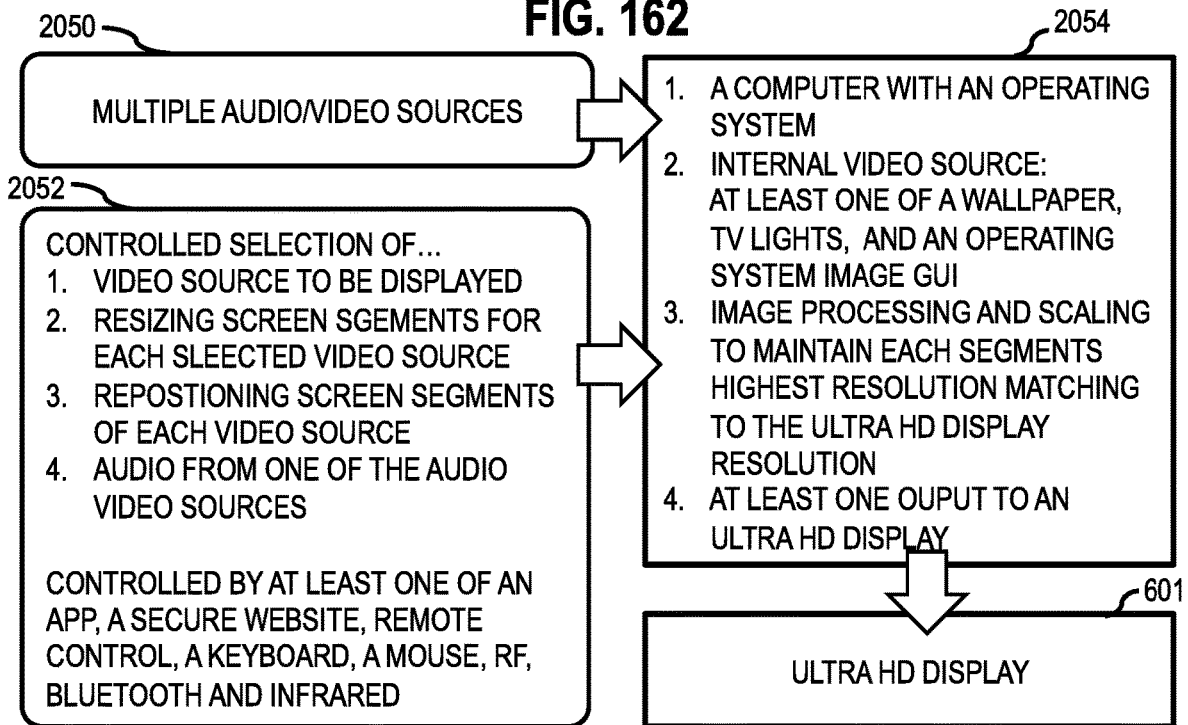 FIG. 162
2050
MULTIPLE AUDIO/VIDEO SOURCES
2052
CONTROLLED SELECTION OF...
1. VIDEO SOURCE TO BE DISPLAYED
2. RESIZING SCREEN SGEMENTS FOR
EACH SLEECTED VIDEO SOURCE
3. REPOSTIONING SCREEN SEGMENTS
OF EACH VIDEO SOURCE
4. AUDIO FROM ONE OF THE AUDIO
VIDEO SOURCES
CONTROLLED BY AT LEAST ONE OF AN
APP, A SECURE WEBSITE, REMOTE
CONTROL, A KEYBOARD, A MOUSE, RF,
BLUETOOTH AND INFRARED
2054
1. A COMPUTER WITH AN OPERATING
SYSTEM
2. INTERNAL VIDEO SOURCE:
AT LEAST ONE OF A WALLPAPER,
TV LIGHTS, AND AN OPERATING
SYSTEM IMAGE GUI
3. IMAGE PROCESSING AND SCALING
TO MAINTAIN EACH SEGMENTS
HIGHEST RESOLUTION MATCHING
TO THE ULTRA HD DISPLAY
RESOLUTION
4. AT LEAST ONE OUPUT TO AN
ULTRA HD DISPLAY
601
ULTRA HD DISPLAY